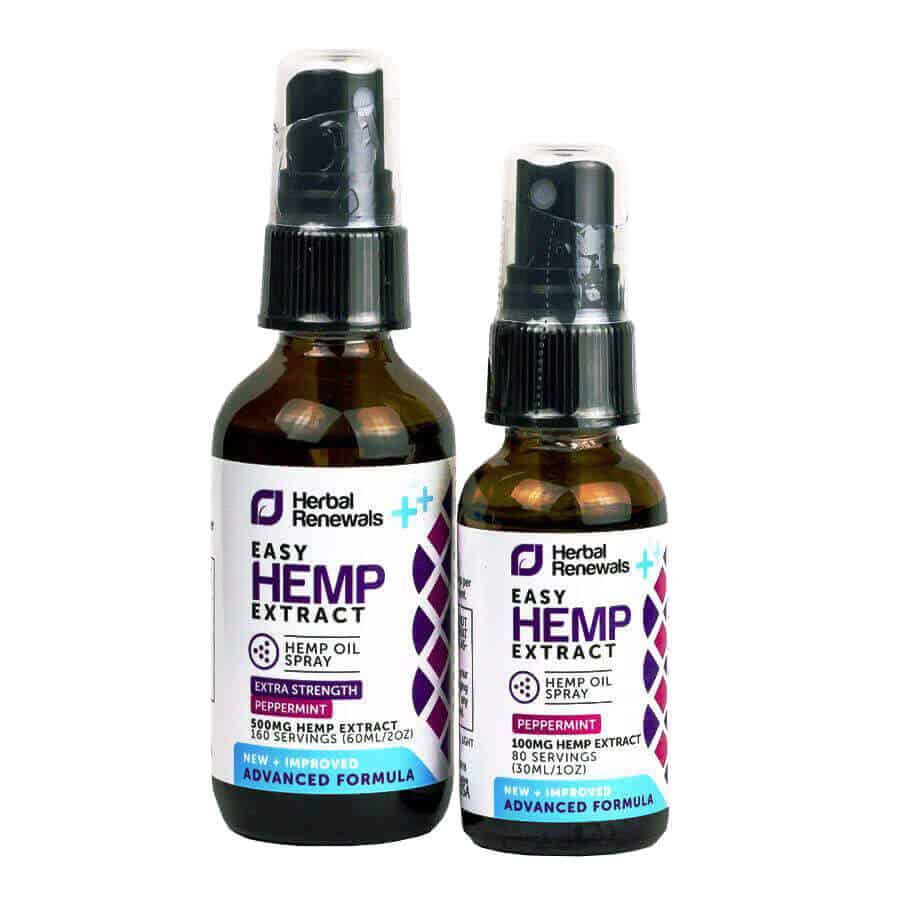 Herbal
Renewals
EASY
HEMP
EXTRACT
HEMP OIL
SPRAY
EXTRA STRENGTH
PEPPERMINT
500MG HEMP EXTRACT
160 SERVINGS (60ML/2OZ)
NEW + IMPROVED
ADVANCED FORMULA
Herbal
Renewals
EASY
HEMP
EXTRACT
HEMP OIL
SPRAY
PEPPERMINT
100MG HEMP EXTRACT
80 SERVINGS
(30ML/1OZ)
NEW + IMPROVED
ADVANCED FORMULA
per
LIGHT